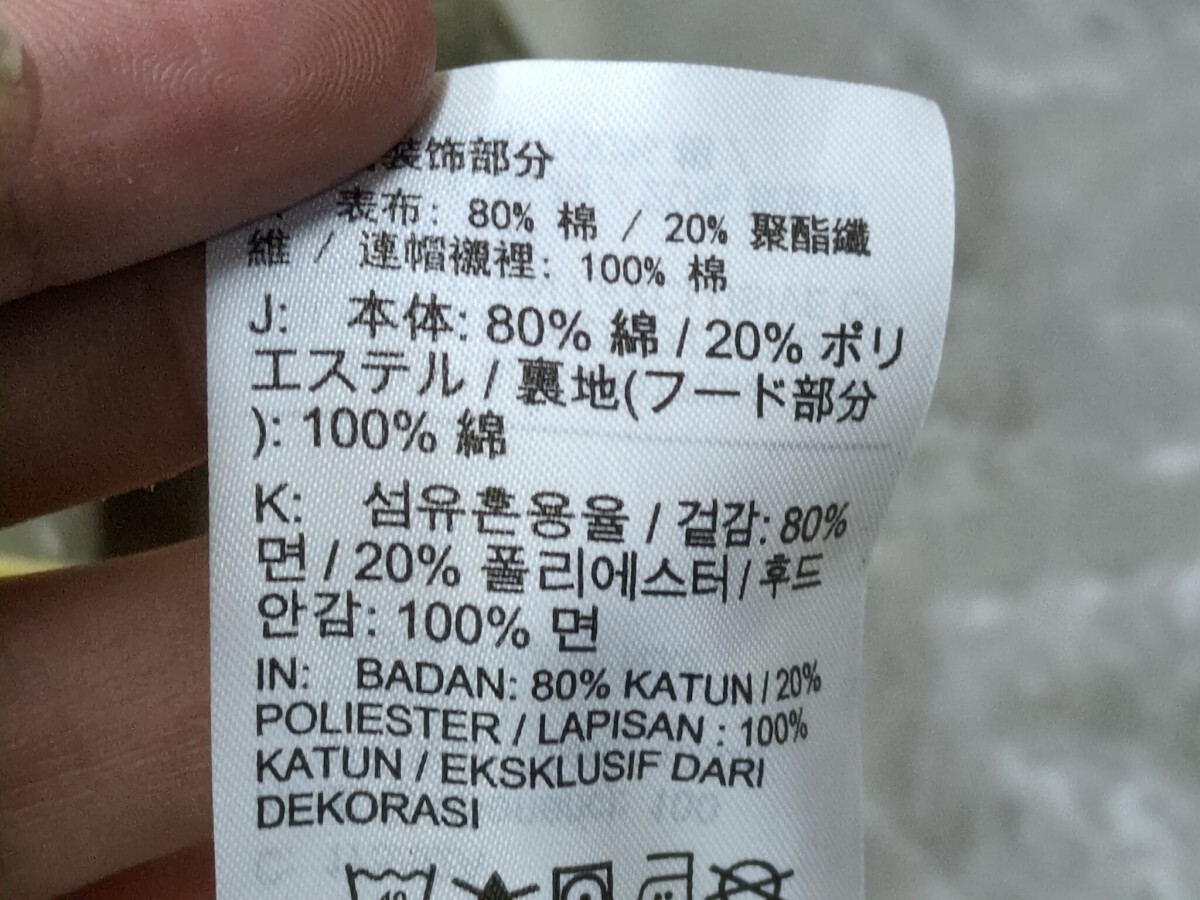 装饰部分
表布: 80% 棉 / 20% 聚酯纖
維 / 連帽襯裡: 100% 棉
J: 本体: 80% 綿 / 20% ポリ
エステル / 裏地(フード部分
): 100% 綿
K: 섬유혼용율 / 겉감: 80%
면 / 20% 폴리에스터 / 후드
안감: 100% 면
IN: BADAN: 80% KATUN / 20%
POLIESTER / LAPISAN : 100%
KATUN / EKSKLUSIF DARI
DEKORASI
40